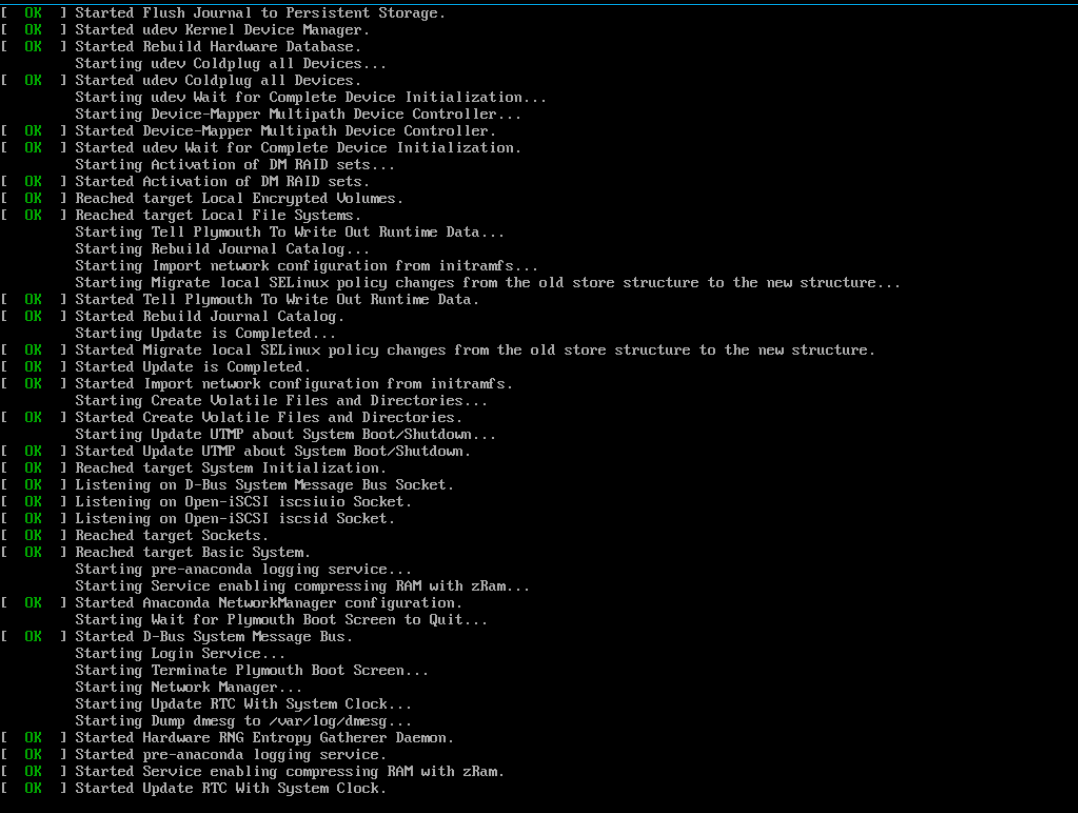 [  OK  ] Started Flush Journal to Persistent Storage.
[  OK  ] Started udev Kernel Device Manager.
[  OK  ] Started Rebuild Hardware Database.
         Starting udev Coldplug all Devices...
[  OK  ] Started udev Coldplug all Devices.
         Starting udev Wait for Complete Device Initialization...
         Starting Device-Mapper Multipath Device Controller...
[  OK  ] Started Device-Mapper Multipath Device Controller.
[  OK  ] Started udev Wait for Complete Device Initialization.
         Starting Activation of DM RAID sets...
[  OK  ] Started Activation of DM RAID sets.
[  OK  ] Reached target Local Encrypted Volumes.
[  OK  ] Reached target Local File Systems.
         Starting Tell Plymouth To Write Out Runtime Data...
         Starting Rebuild Journal Catalog...
         Starting Import network configuration from initramfs...
         Starting Migrate local SELinux policy changes from the old store structure to the new structure...
[  OK  ] Started Tell Plymouth To Write Out Runtime Data.
[  OK  ] Started Rebuild Journal Catalog.
         Starting Update is Completed...
[  OK  ] Started Migrate local SELinux policy changes from the old store structure to the new structure.
[  OK  ] Started Update is Completed.
[  OK  ] Started Import network configuration from initramfs.
         Starting Create Volatile Files and Directories...
[  OK  ] Started Create Volatile Files and Directories.
         Starting Update UTMP about System Boot/Shutdown...
[  OK  ] Started Update UTMP about System Boot/Shutdown.
[  OK  ] Reached target System Initialization.
[  OK  ] Listening on D-Bus System Message Bus Socket.
[  OK  ] Listening on Open-iSCSI iscsiuio Socket.
[  OK  ] Listening on Open-iSCSI iscsid Socket.
[  OK  ] Reached target Sockets.
[  OK  ] Reached target Basic System.
         Starting pre-anaconda logging service...
         Starting Service enabling compressing RAM with zRam...
[  OK  ] Started Anaconda NetworkManager configuration.
         Starting Wait for Plymouth Boot Screen to Quit...
[  OK  ] Started D-Bus System Message Bus.
         Starting Login Service...
         Starting Terminate Plymouth Boot Screen...
         Starting Network Manager...
         Starting Update RTC With System Clock...
         Starting Dump dmesg to /var/log/dmesg...
[  OK  ] Started Hardware RNG Entropy Gatherer Daemon.
[  OK  ] Started pre-anaconda logging service.
[  OK  ] Started Service enabling compressing RAM with zRam.
[  OK  ] Started Update RTC With System Clock.